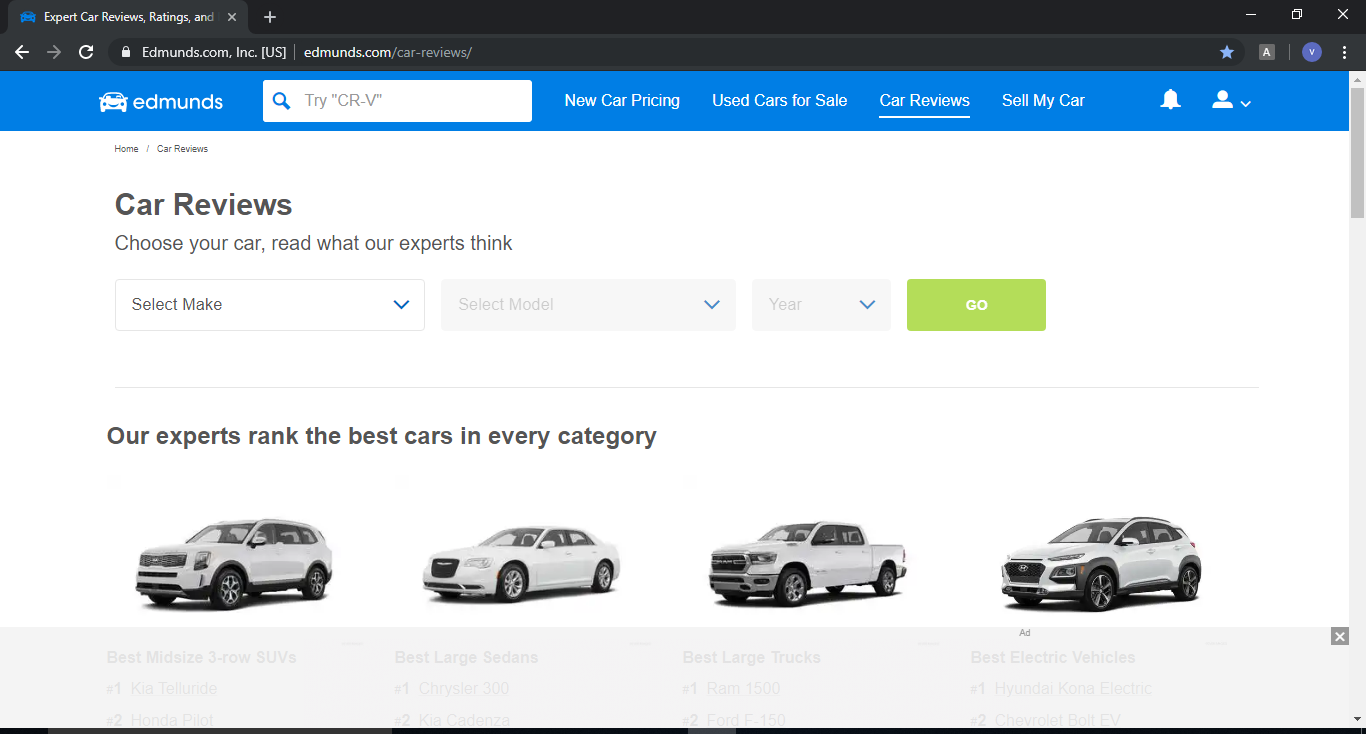 Expert Car Reviews, Ratings, and
Edmunds.com, Inc. [US] edmunds.com/car-reviews/
A
V
edmunds
Try "CR-V"
New Car Pricing
Used Cars for Sale
Car Reviews
Sell My Car
Home / Car Reviews
Car Reviews
Choose your car, read what our experts think
Select Make
Select Model
Year
GO
Our experts rank the best cars in every category
Ad
Best Midsize 3-row SUVs
#1 Kia Telluride
#2 Honda Pilot
Best Large Sedans
#1 Chrysler 300
#2 Kia Cadenza
Best Large Trucks
#1 Ram 1500
#2 Ford F-150
Best Electric Vehicles
#1 Hyundai Kona Electric
#2 Chevrolet Bolt EV